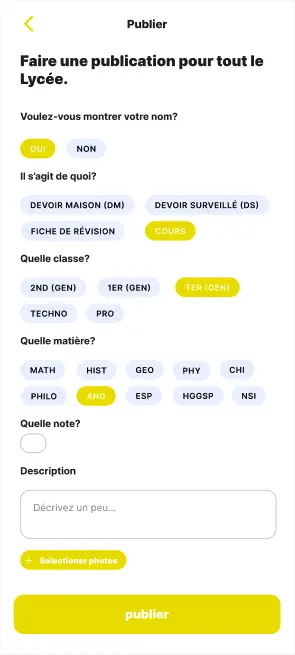 Publier
Faire une publication pour tout le
Lycée.
Voulez-vous montrer votre nom?
OUI NON
Il s'agit de quoi?
DEVOIR MAISON (DM) DEVOIR SURVEILLÉ (DS)
FICHE DE RÉVISION COURS
Quelle classe?
2ND (GEN) 1ER (GEN) TER (GEN)
TECHNO PRO
Quelle matière?
MATH HIST GEO PHY CHI
PHILO ANG ESP HGGSP NSI
Quelle note?
Description
Décrivez un peu...
+ Selectioner photos
publier